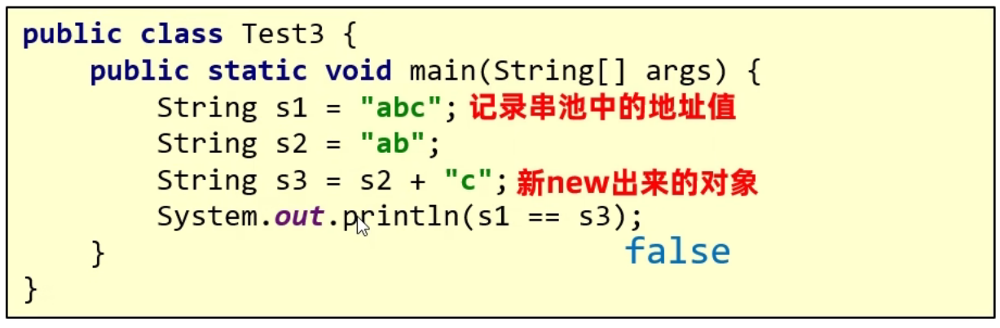 public class Test3 {
public static void main(String[] args) {
String s1 = "abc"; 记录串池中的地址值
String s2 = "ab";
String s3 = s2 + "c"; 新new出来的对象
System.out.println(s1 == s3);
} false
}